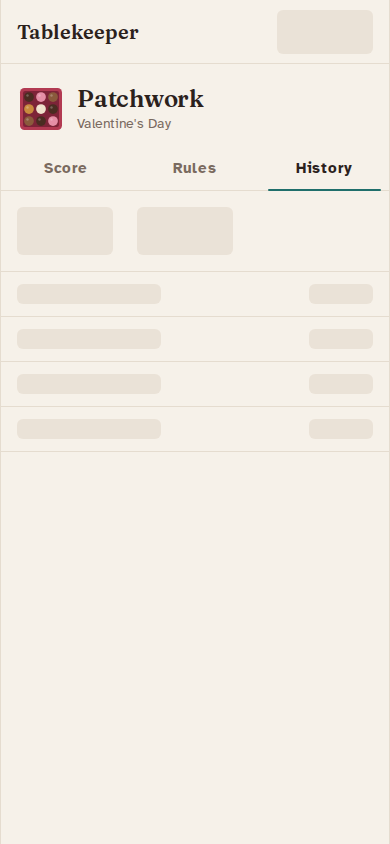 Tablekeeper
Patchwork
Valentine's Day
Score
Rules
History